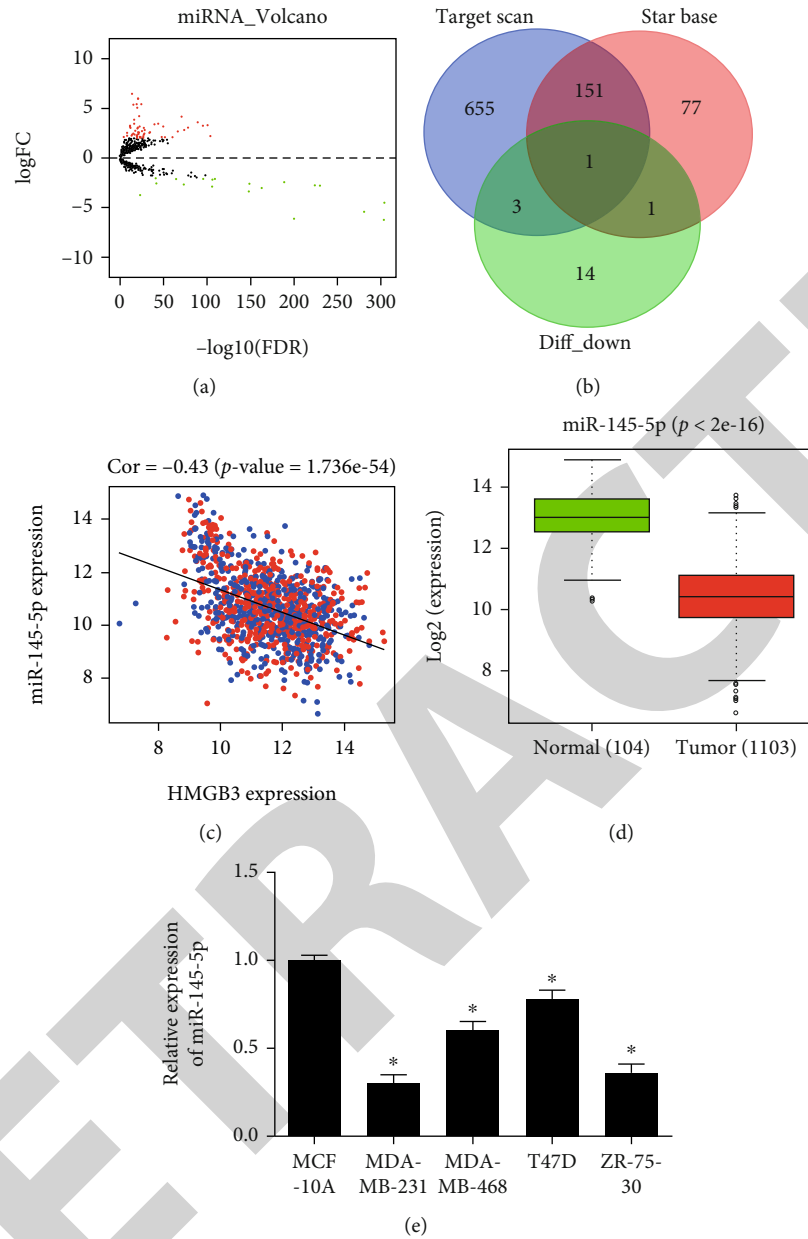 miRNA_Volcano
logFC
10
5
0
−5
−10
0 50 100 150 200 250 300
−log10(FDR)
(a)
Target scan Star base
655 151 77
1
3 1
14
Diff_down
(b)
Cor = −0.43 (p-value = 1.736e-54)
miR-145-5p expression
14
12
10
8
8 10 12 14
HMGB3 expression
(c)
miR-145-5p (p < 2e-16)
Log2 (expression)
14
12
10
8
Normal (104) Tumor (1103)
(d)
Relative expression
of miR-145-5p
1.5
1.0
0.5
0.0
* * * *
MCF MDA- MDA- T47D ZR-75-
-10A MB-231 MB-468 30
(e)
ETRACT